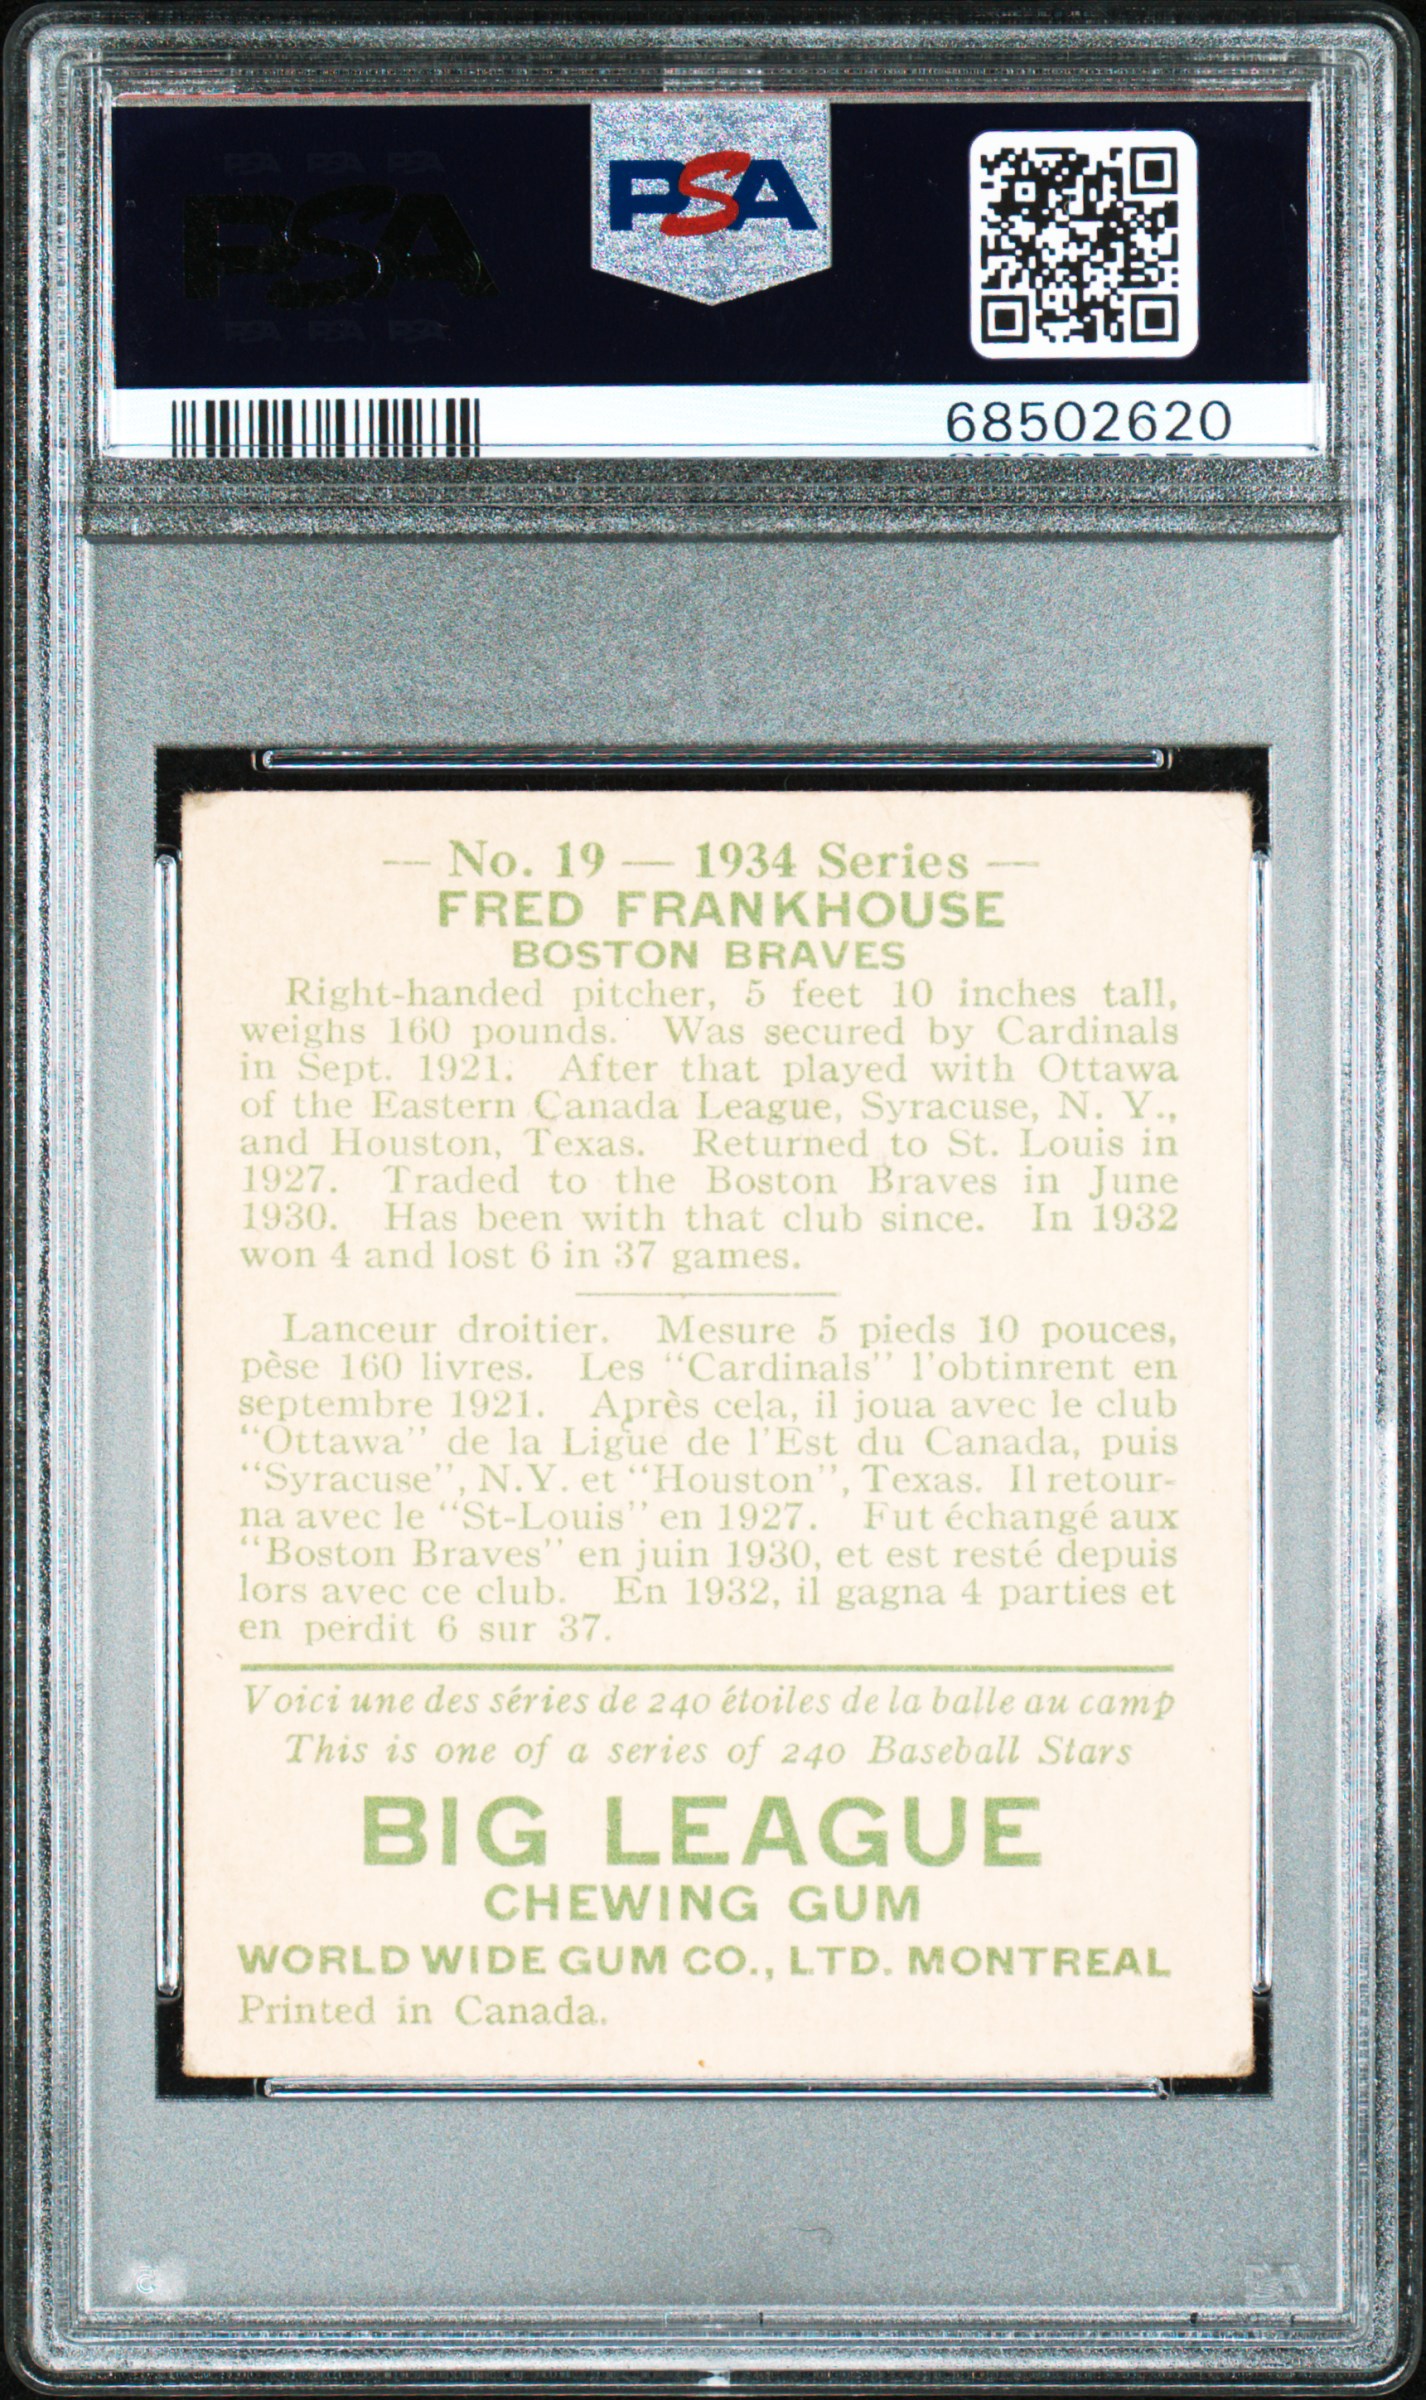 PSA PSA PSA
PSA
PSA PSA PSA
PSA
68502620
— No. 19 — 1934 Series —
FRED FRANKHOUSE
BOSTON BRAVES
Right-handed pitcher, 5 feet 10 inches tall,
weighs 160 pounds. Was secured by Cardinals
in Sept. 1921. After that played with Ottawa
of the Eastern Canada League, Syracuse, N. Y.,
and Houston, Texas. Returned to St. Louis in
1927. Traded to the Boston Braves in June
1930. Has been with that club since. In 1932
won 4 and lost 6 in 37 games.
Lanceur droitier. Mesure 5 pieds 10 pouces,
pèse 160 livres. Les "Cardinals" l'obtinrent en
septembre 1921. Après cela, il joua avec le club
"Ottawa" de la Ligue de l'Est du Canada, puis
"Syracuse", N.Y. et "Houston", Texas. Il retour-
na avec le "St-Louis" en 1927. Fut échangé aux
"Boston Braves" en juin 1930, et est resté depuis
lors avec ce club. En 1932, il gagna 4 parties et
en perdit 6 sur 37.
Voici une des séries de 240 étoiles de la balle au camp
This is one of a series of 240 Baseball Stars
BIG LEAGUE
CHEWING GUM
WORLD WIDE GUM CO., LTD. MONTREAL
Printed in Canada.